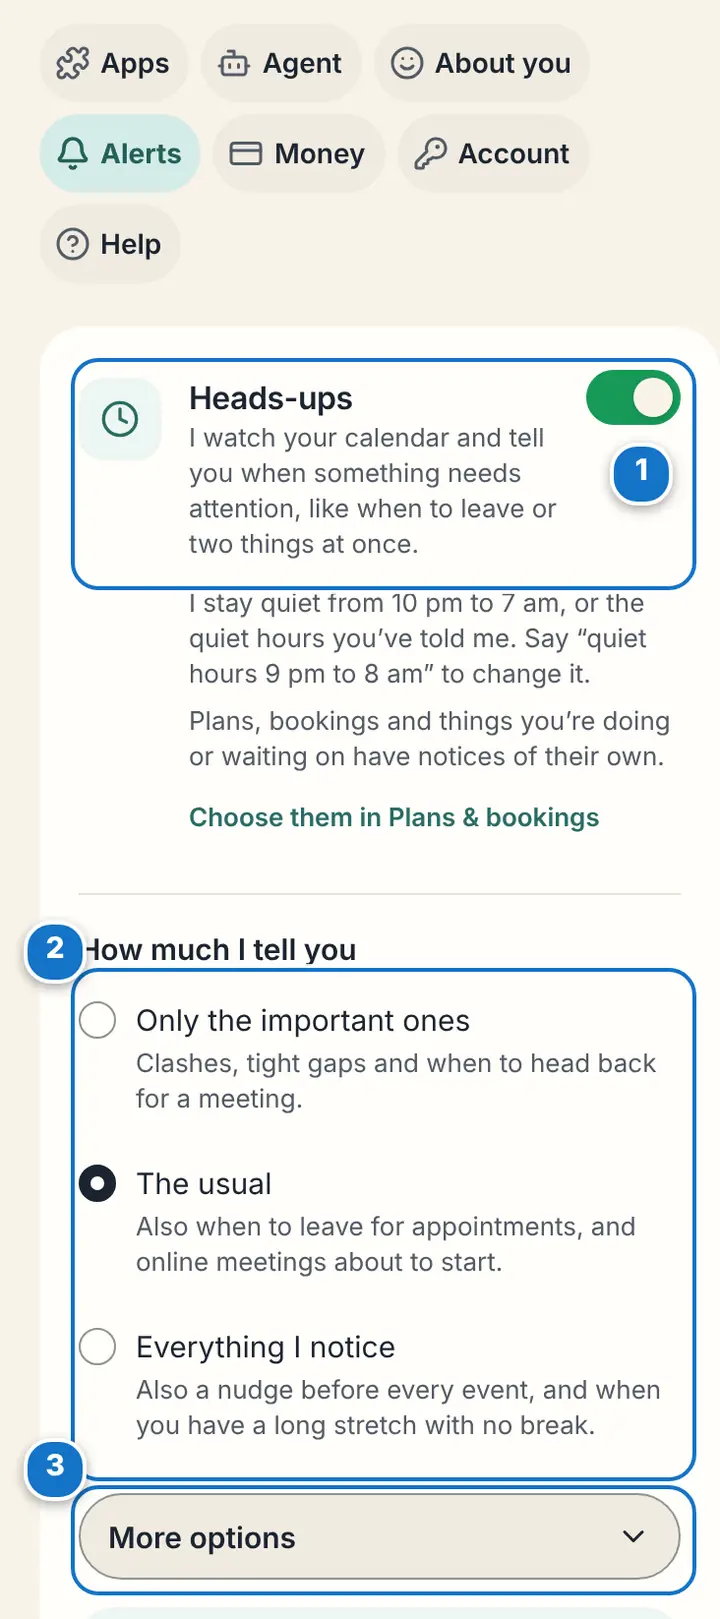 Apps
Agent
About you
Alerts
Money
Account
Help
Heads-ups
I watch your calendar and tell
you when something needs
attention, like when to leave or
two things at once.
1
I stay quiet from 10 pm to 7 am, or the
quiet hours you’ve told me. Say “quiet
hours 9 pm to 8 am” to change it.
Plans, bookings and things you’re doing
or waiting on have notices of their own.
Choose them in Plans & bookings
2
How much I tell you
Only the important ones
Clashes, tight gaps and when to head back
for a meeting.
The usual
Also when to leave for appointments, and
online meetings about to start.
Everything I notice
Also a nudge before every event, and when
you have a long stretch with no break.
3
More options